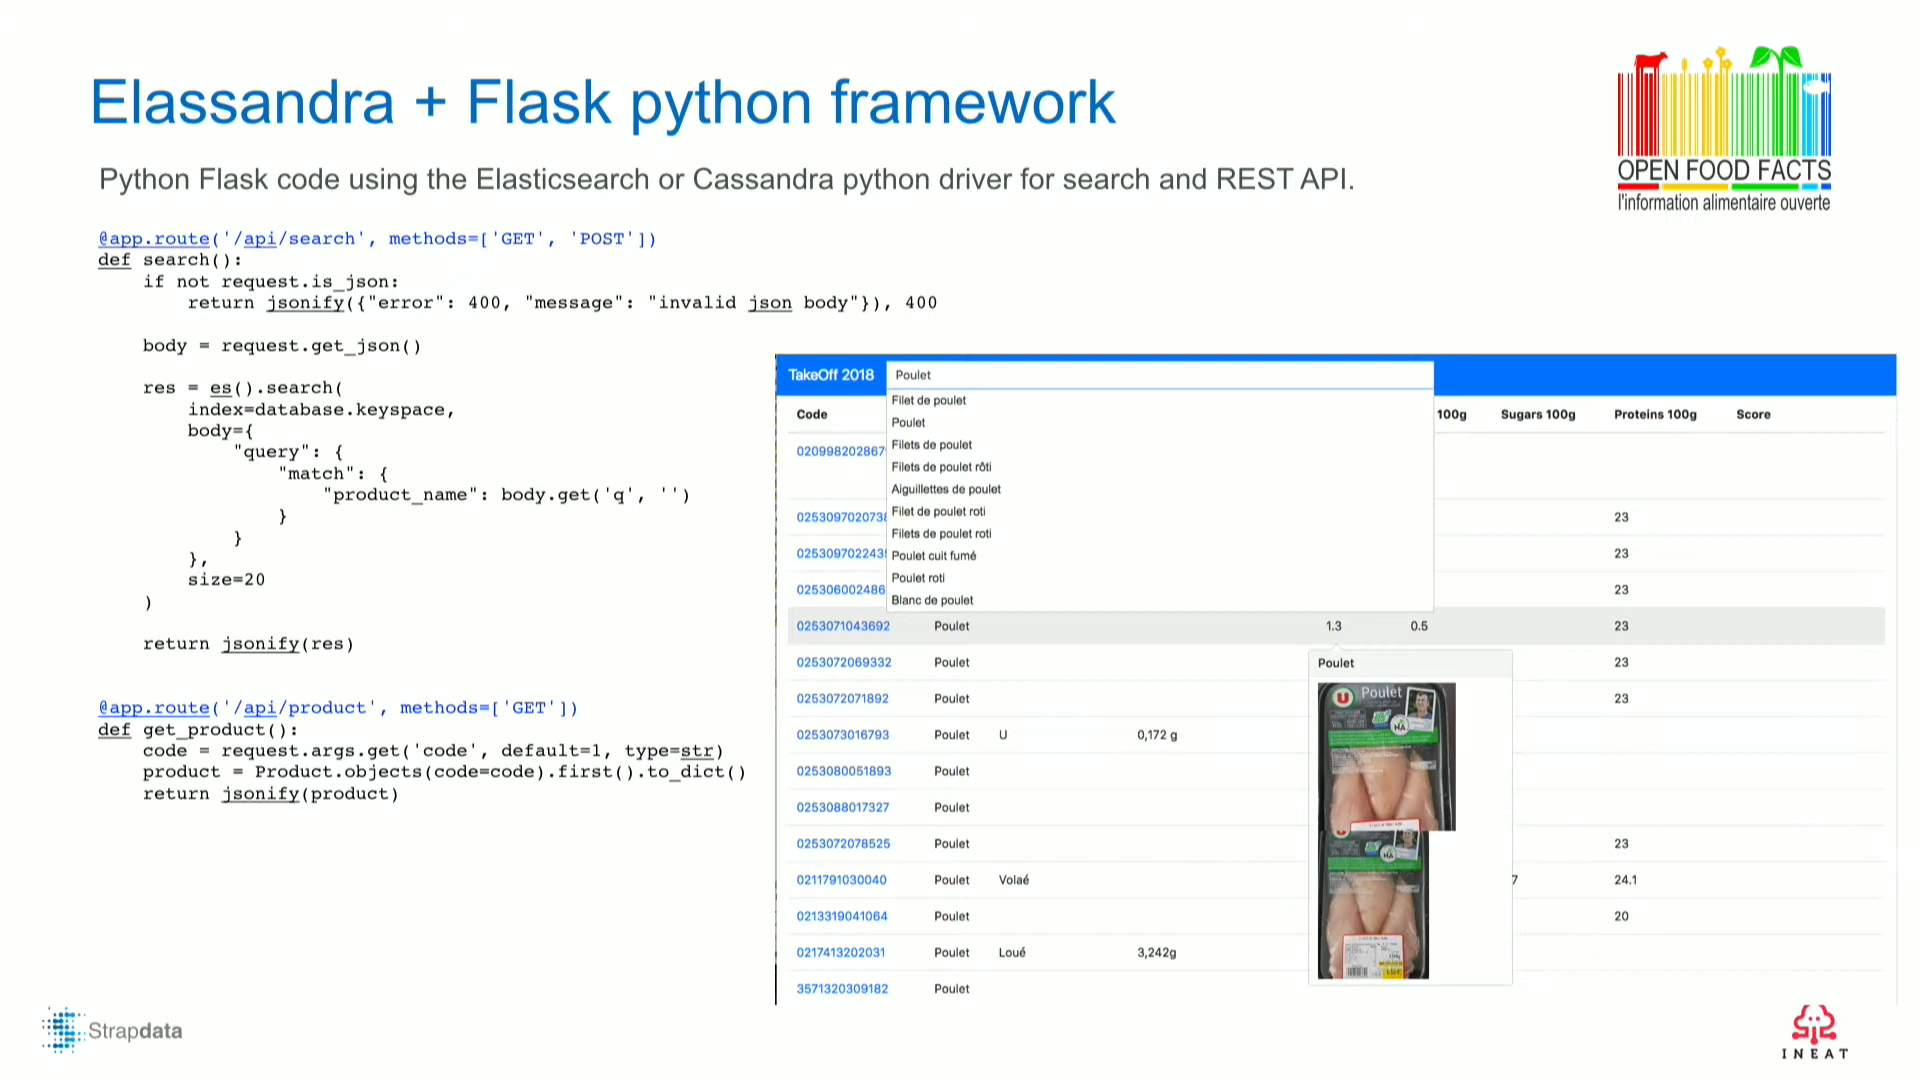 Elassandra + Flask python framework
OPEN FOOD FACTS
l'information alimentaire ouverte
Python Flask code using the Elasticsearch or Cassandra python driver for search and REST API.
@app.route('/api/search', methods=['GET', 'POST'])
def search():
    if not request.is_json:
        return jsonify({"error": 400, "message": "invalid json body"}), 400
    body = request.get_json()
    res = es().search(
        index=database.keyspace,
        body={
            "query": {
                "match": {
                    "product_name": body.get('q', '')
                }
            }
        },
        size=20
    )
    return jsonify(res)
@app.route('/api/product', methods=['GET'])
def get_product():
    code = request.args.get('code', default=1, type=str)
    product = Product.objects(code=code).first().to_dict()
    return jsonify(product)
TakeOff 2018 Poulet
Filet de poulet
Poulet
Filets de poulet
Filets de poulet rôti
Aiguillettes de poulet
Filet de poulet roti
Filets de poulet roti
Poulet cuit fumé
Poulet roti
Blanc de poulet
Code 100g Sugars 100g Proteins 100g Score
020998202867
0253097020738 23
025309702243 23
025306002486 23
0253071043692 Poulet 1.3 0.5 23
0253072069332 Poulet 23
0253072071892 Poulet 23
0253073016793 Poulet U 0,172 g
0253080051893 Poulet
0253088017327 Poulet
0253072078525 Poulet 23
0211791030040 Poulet Volaé 7 24.1
0213319041064 Poulet 20
0217413202031 Poulet Loué 3,242g
3571320309182 Poulet
Poulet
U Poulet
Strapdata
INEAT